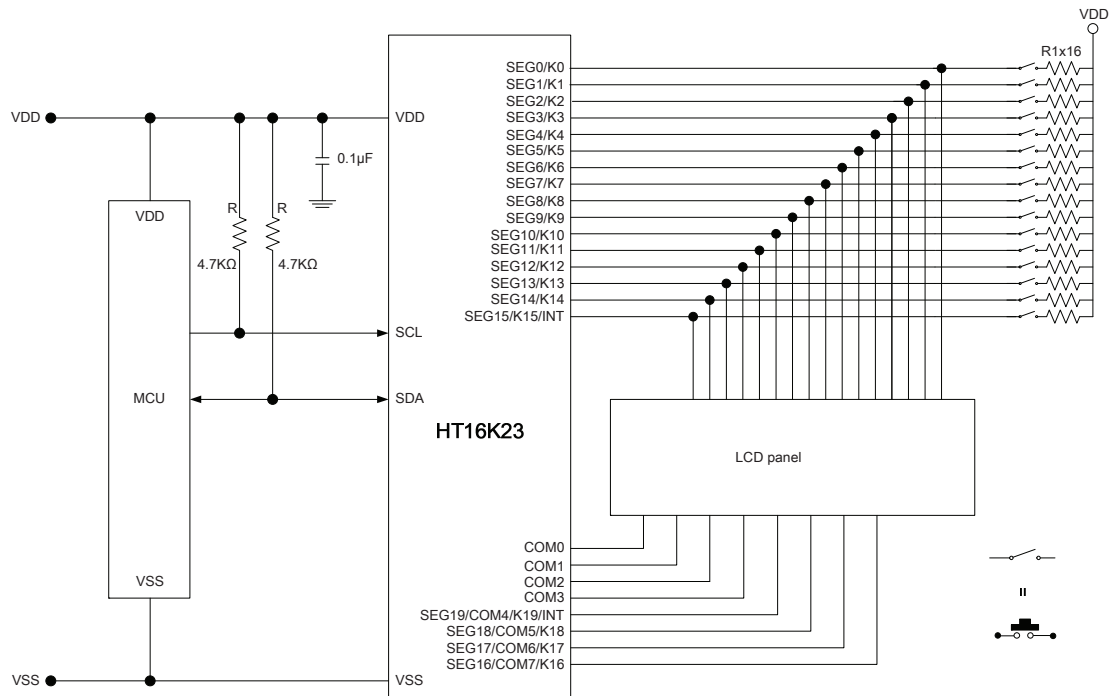 VDD
R1x16
SEG0/K0
SEG1/K1
SEG2/K2
SEG3/K3
SEG4/K4
SEG5/K5
SEG6/K6
SEG7/K7
SEG8/K8
SEG9/K9
SEG10/K10
SEG11/K11
SEG12/K12
SEG13/K13
SEG14/K14
SEG15/K15/INT
VDD
VDD
0.1μF
VDD
R
R
4.7KΩ
4.7KΩ
SCL
MCU
SDA
HT16K23
LCD panel
COM0
COM1
COM2
COM3
SEG19/COM4/K19/INT
SEG18/COM5/K18
SEG17/COM6/K17
SEG16/COM7/K16
VSS
VSS
VSS
=